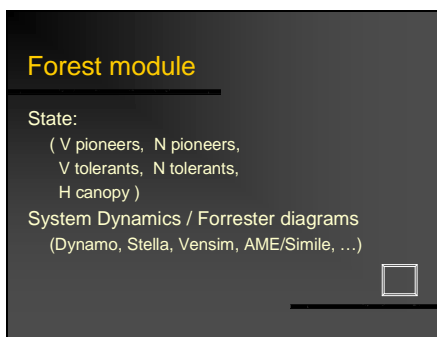 Forest module
State:
( V pioneers, N pioneers,
V tolerants, N tolerants,
H canopy )
System Dynamics / Forrester diagrams
(Dynamo, Stella, Vensim, AME/Simile, …)